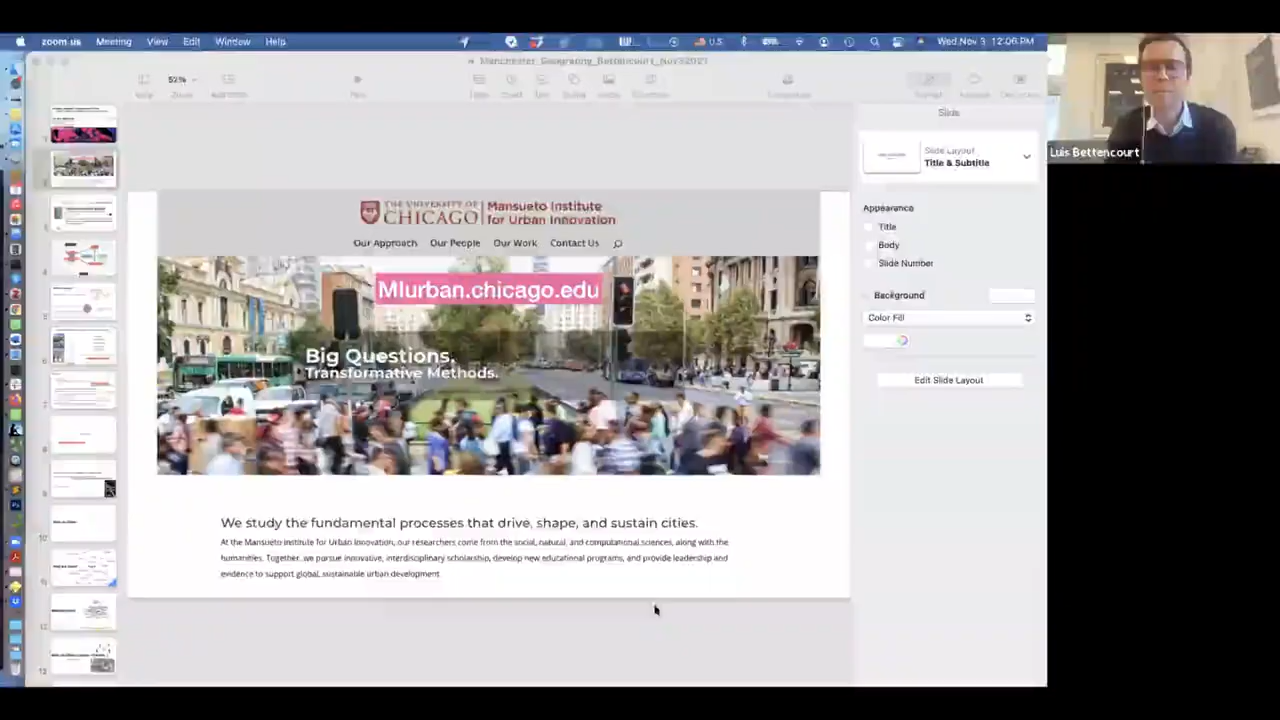 zoom.us Meeting View Edit Window Help U.S. Wed Nov 3 12:06 PM
52%
Slide
Slide Layout
Title & Subtitle
Appearance
Title
Body
Slide Number
Background
Color Fill
Edit Slide Layout
THE UNIVERSITY OF
CHICAGO
Mansueto Institute
for Urban Innovation
Our Approach Our People Our Work Contact Us
MIurban.chicago.edu
Big Questions.
Transformative Methods.
We study the fundamental processes that drive, shape, and sustain cities.
At the Mansueto Institute for Urban Innovation, our researchers come from the social, natural, and computational sciences, along with the
humanities. Together, we pursue innovative, interdisciplinary scholarship, develop new educational programs, and provide leadership and
evidence to support global, sustainable urban development
Luis Bettencourt